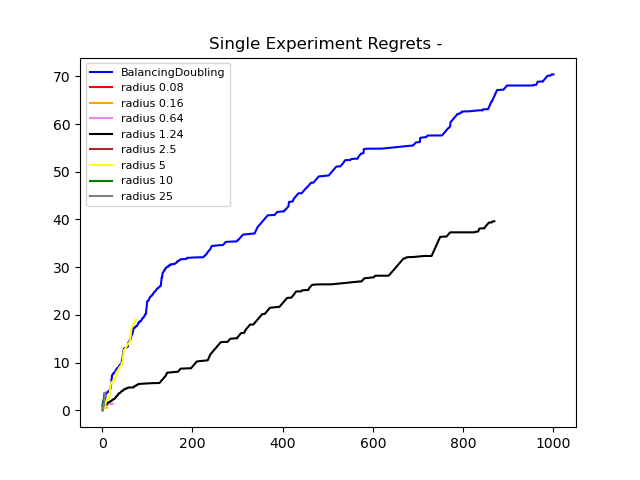 Single Experiment Regrets -
BalancingDoubling
radius 0.08
radius 0.16
radius 0.64
radius 1.24
radius 2.5
radius 5
radius 10
radius 25
70
60
50
40
30
20
10
0
0 200 400 600 800 1000